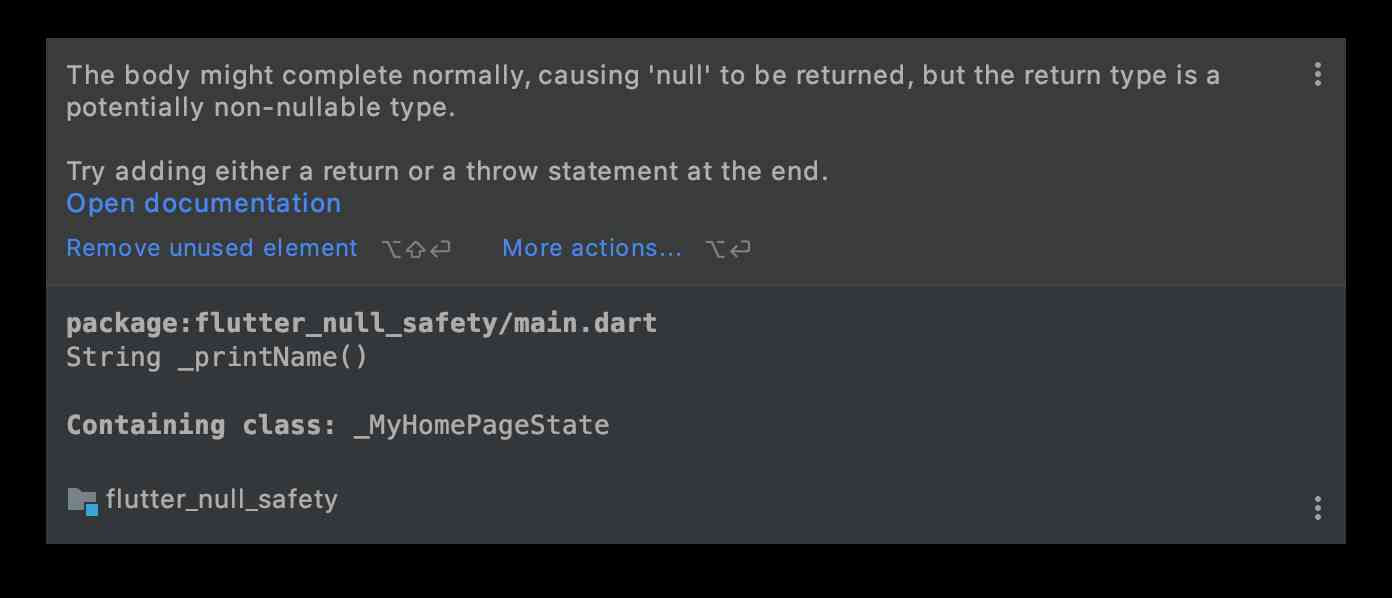 The body might complete normally, causing 'null' to be returned, but the return type is a
potentially non-nullable type.
Try adding either a return or a throw statement at the end.
Open documentation
Remove unused element ⌥⇧⏎ More actions... ⌥⏎
package:flutter_null_safety/main.dart
String _printName()
Containing class: _MyHomePageState
flutter_null_safety